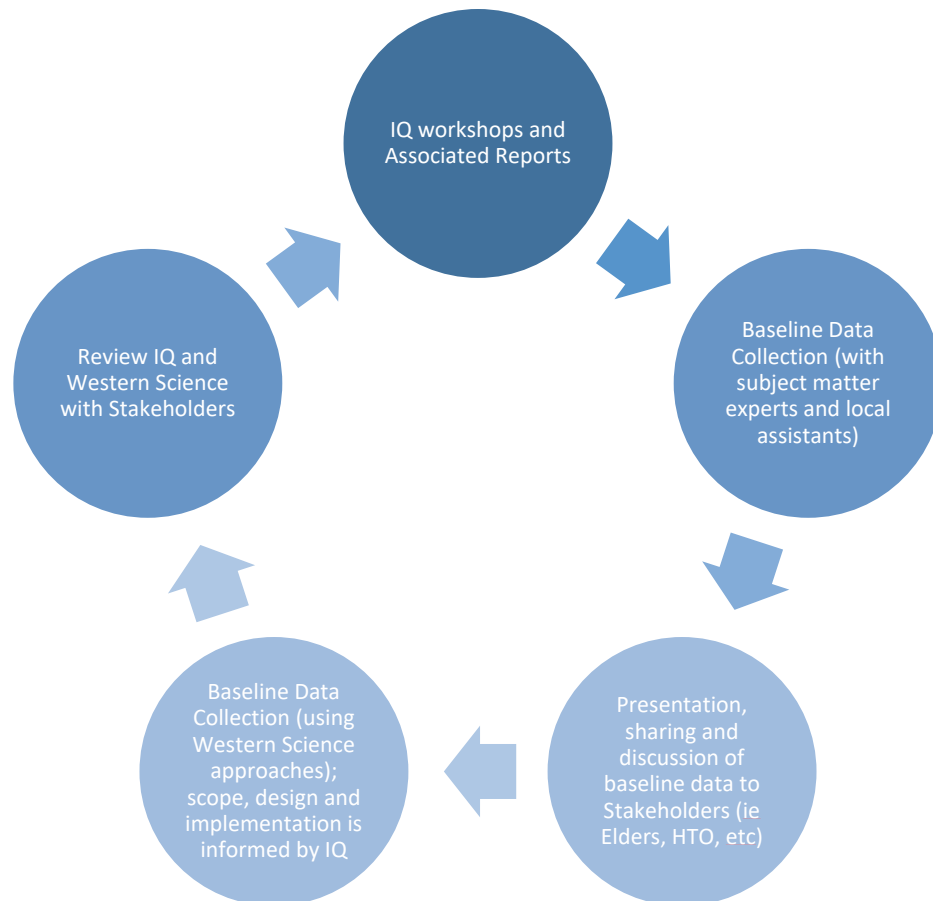 IQ workshops and
Associated Reports
Baseline Data
Collection (with
subject matter
experts and local
assistants)
Presentation,
sharing and
discussion of
baseline data to
Stakeholders (ie
Elders, HTO, etc)
Baseline Data
Collection (using
Western Science
approaches);
scope, design and
implementation is
informed by IQ
Review IQ and
Western Science
with Stakeholders